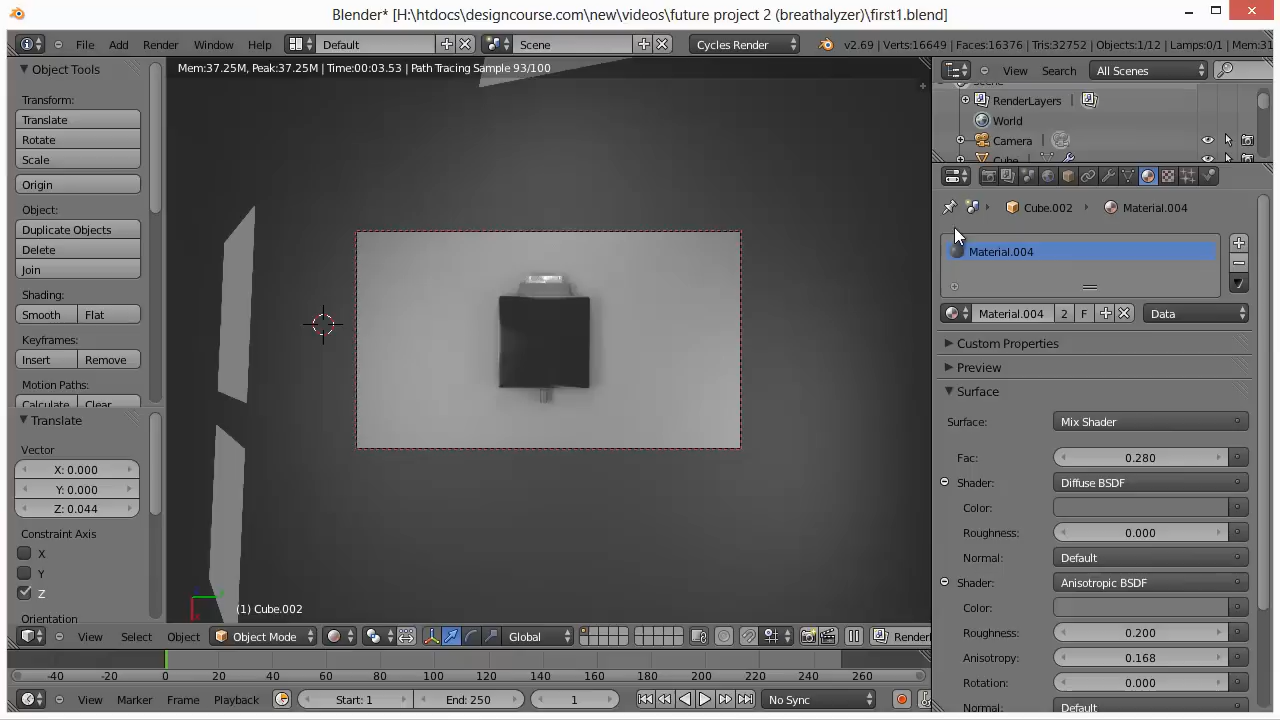 Blender* [H:\htdocs\designcourse.com\new\videos\future project 2 (breathalyzer)\first1.blend]
File Add Render Window Help Default Scene Cycles Render v2.69 | Verts:16649 | Faces:16376 | Tris:32752 | Objects:1/12 | Lamps:0/1 | Mem:31
Object Tools
Transform:
Translate
Rotate
Scale
Origin
Object:
Duplicate Objects
Delete
Join
Shading:
Smooth Flat
Keyframes:
Insert Remove
Motion Paths:
Calculate Clear
Translate
Vector
X: 0.000
Y: 0.000
Z: 0.044
Constraint Axis
X
Y
Z
Orientation
Mem:37.25M, Peak:37.25M | Time:00:03.53 | Path Tracing Sample 93/100
(1) Cube.002
View Select Object Object Mode Global Render
-40 -20 0 20 40 60 80 100 120 140 160 180 200 220 240 260
View Marker Frame Playback Start: 1 End: 250 1 No Sync
View Search All Scenes
Scene
RenderLayers
World
Camera
Cube
Cube.002 Material.004
Material.004
Material.004 2 F Data
Custom Properties
Preview
Surface
Surface: Mix Shader
Fac: 0.280
Shader: Diffuse BSDF
Color:
Roughness: 0.000
Normal: Default
Shader: Anisotropic BSDF
Color:
Roughness: 0.200
Anisotropy: 0.168
Rotation: 0.000
Normal: Default